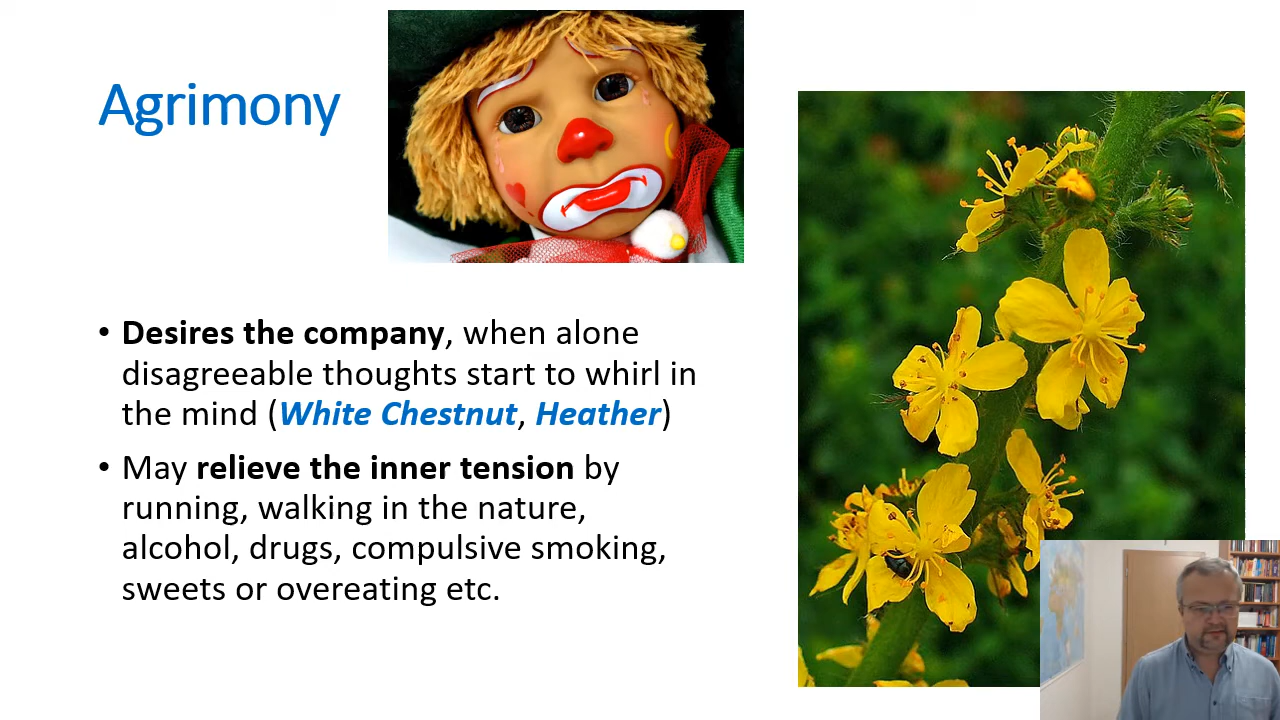 Agrimony
• Desires the company, when alone
disagreeable thoughts start to whirl in
the mind (White Chestnut, Heather)
• May relieve the inner tension by
running, walking in the nature,
alcohol, drugs, compulsive smoking,
sweets or overeating etc.